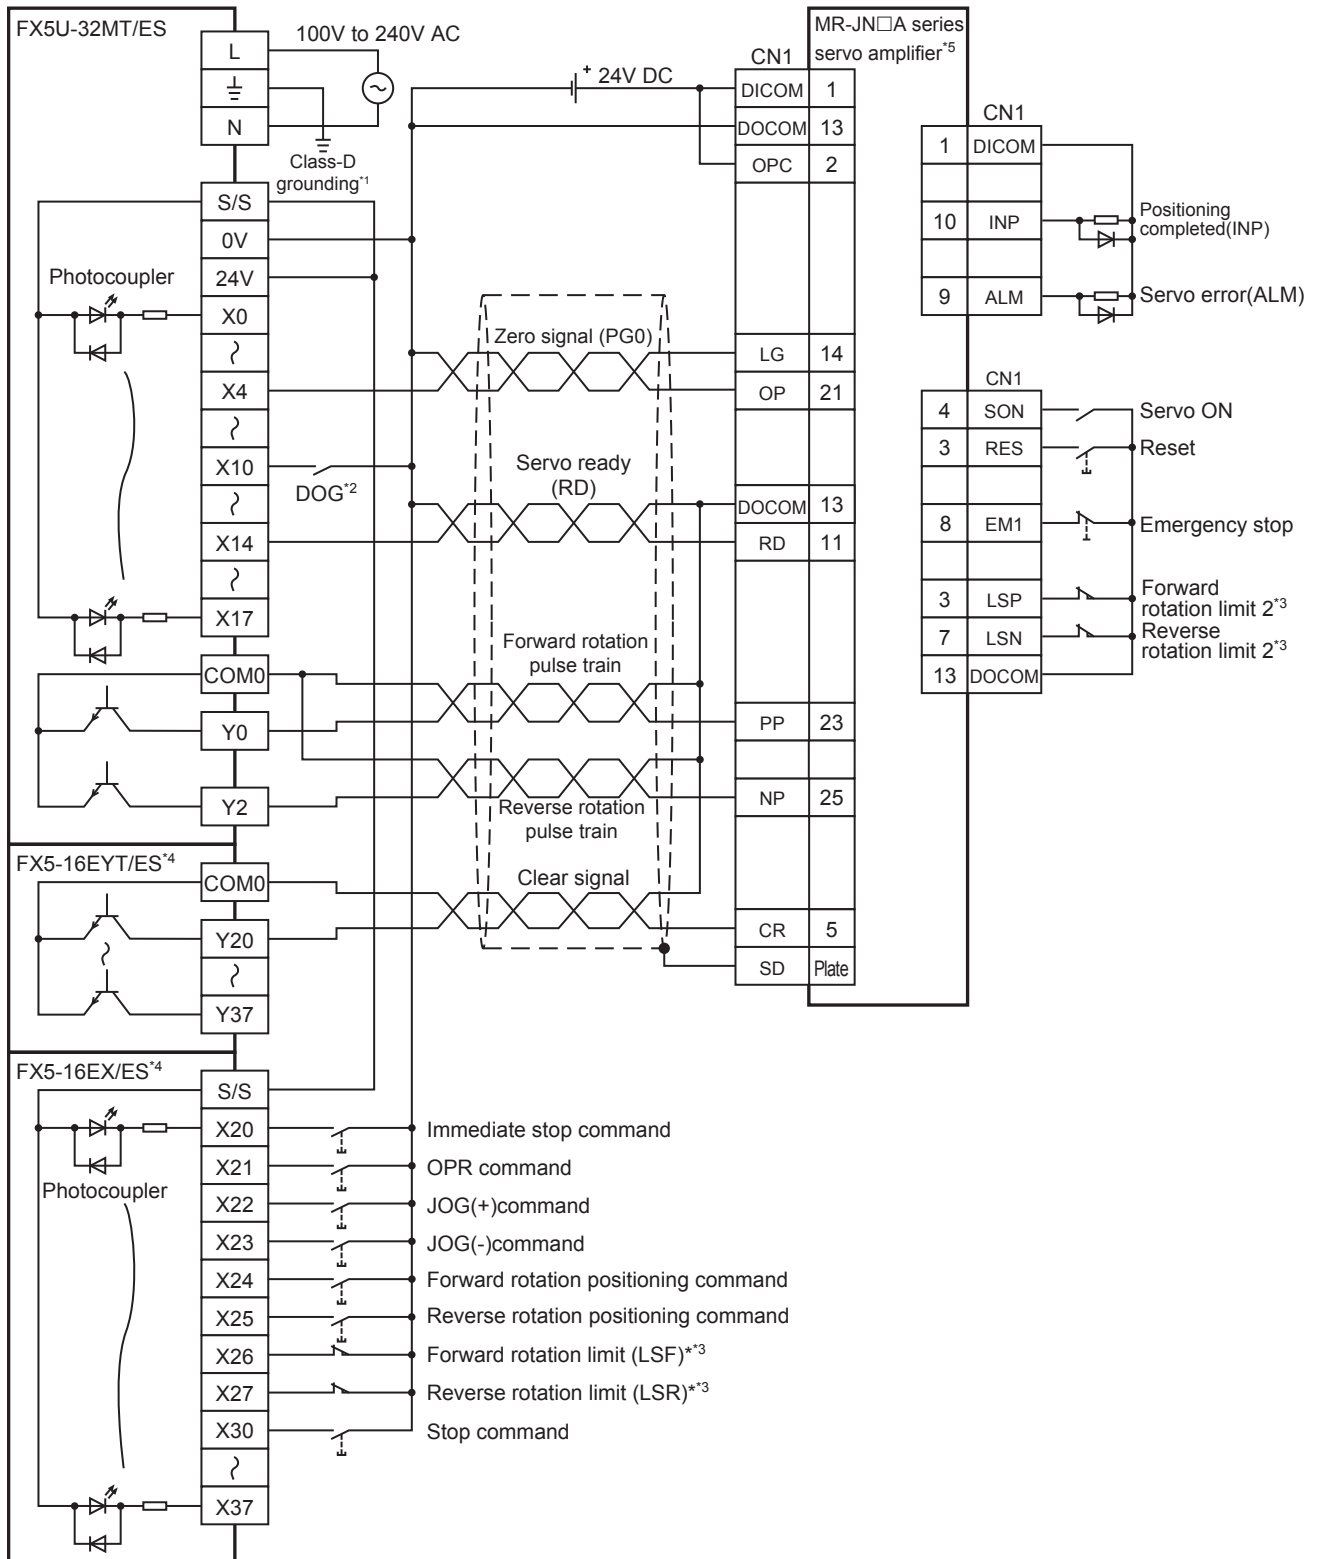 FX5U-32MT/ES
L
N
100V to 240V AC
Class-D
grounding*1
S/S
0V
24V
X0
X4
X10
X14
X17
COM0
Y0
Y2
Photocoupler
DOG*2
+ 24V DC
Zero signal (PG0)
Servo ready
(RD)
Forward rotation
pulse train
Reverse rotation
pulse train
Clear signal
FX5-16EYT/ES*4
COM0
Y20
Y37
FX5-16EX/ES*4
S/S
Photocoupler
X20 Immediate stop command
X21 OPR command
X22 JOG(+)command
X23 JOG(-)command
X24 Forward rotation positioning command
X25 Reverse rotation positioning command
X26 Forward rotation limit (LSF)**3
X27 Reverse rotation limit (LSR)**3
X30 Stop command
X37
MR-JN□A series
servo amplifier*5
CN1
DICOM 1
DOCOM 13
OPC 2
LG 14
OP 21
DOCOM 13
RD 11
PP 23
NP 25
CR 5
SD Plate
CN1
1 DICOM
10 INP
Positioning
completed(INP)
9 ALM Servo error(ALM)
CN1
4 SON Servo ON
3 RES Reset
8 EM1 Emergency stop
3 LSP
Forward
rotation limit 2*3
7 LSN
Reverse
rotation limit 2*3
13 DOCOM